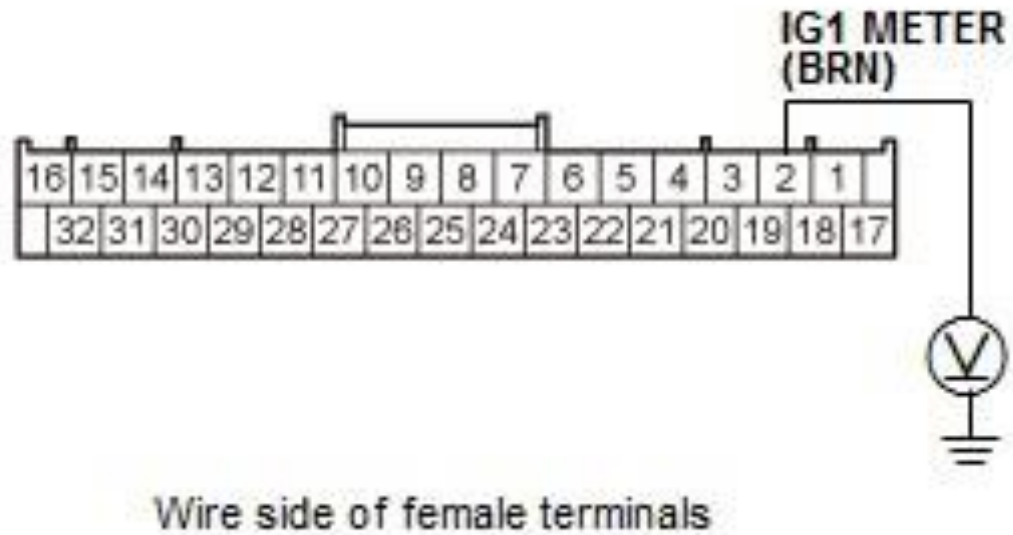 IG1 METER
(BRN)
16 15 14 13 12 11 10 9 8 7 6 5 4 3 2 1
32 31 30 29 28 27 26 25 24 23 22 21 20 19 18 17
V
Wire side of female terminals